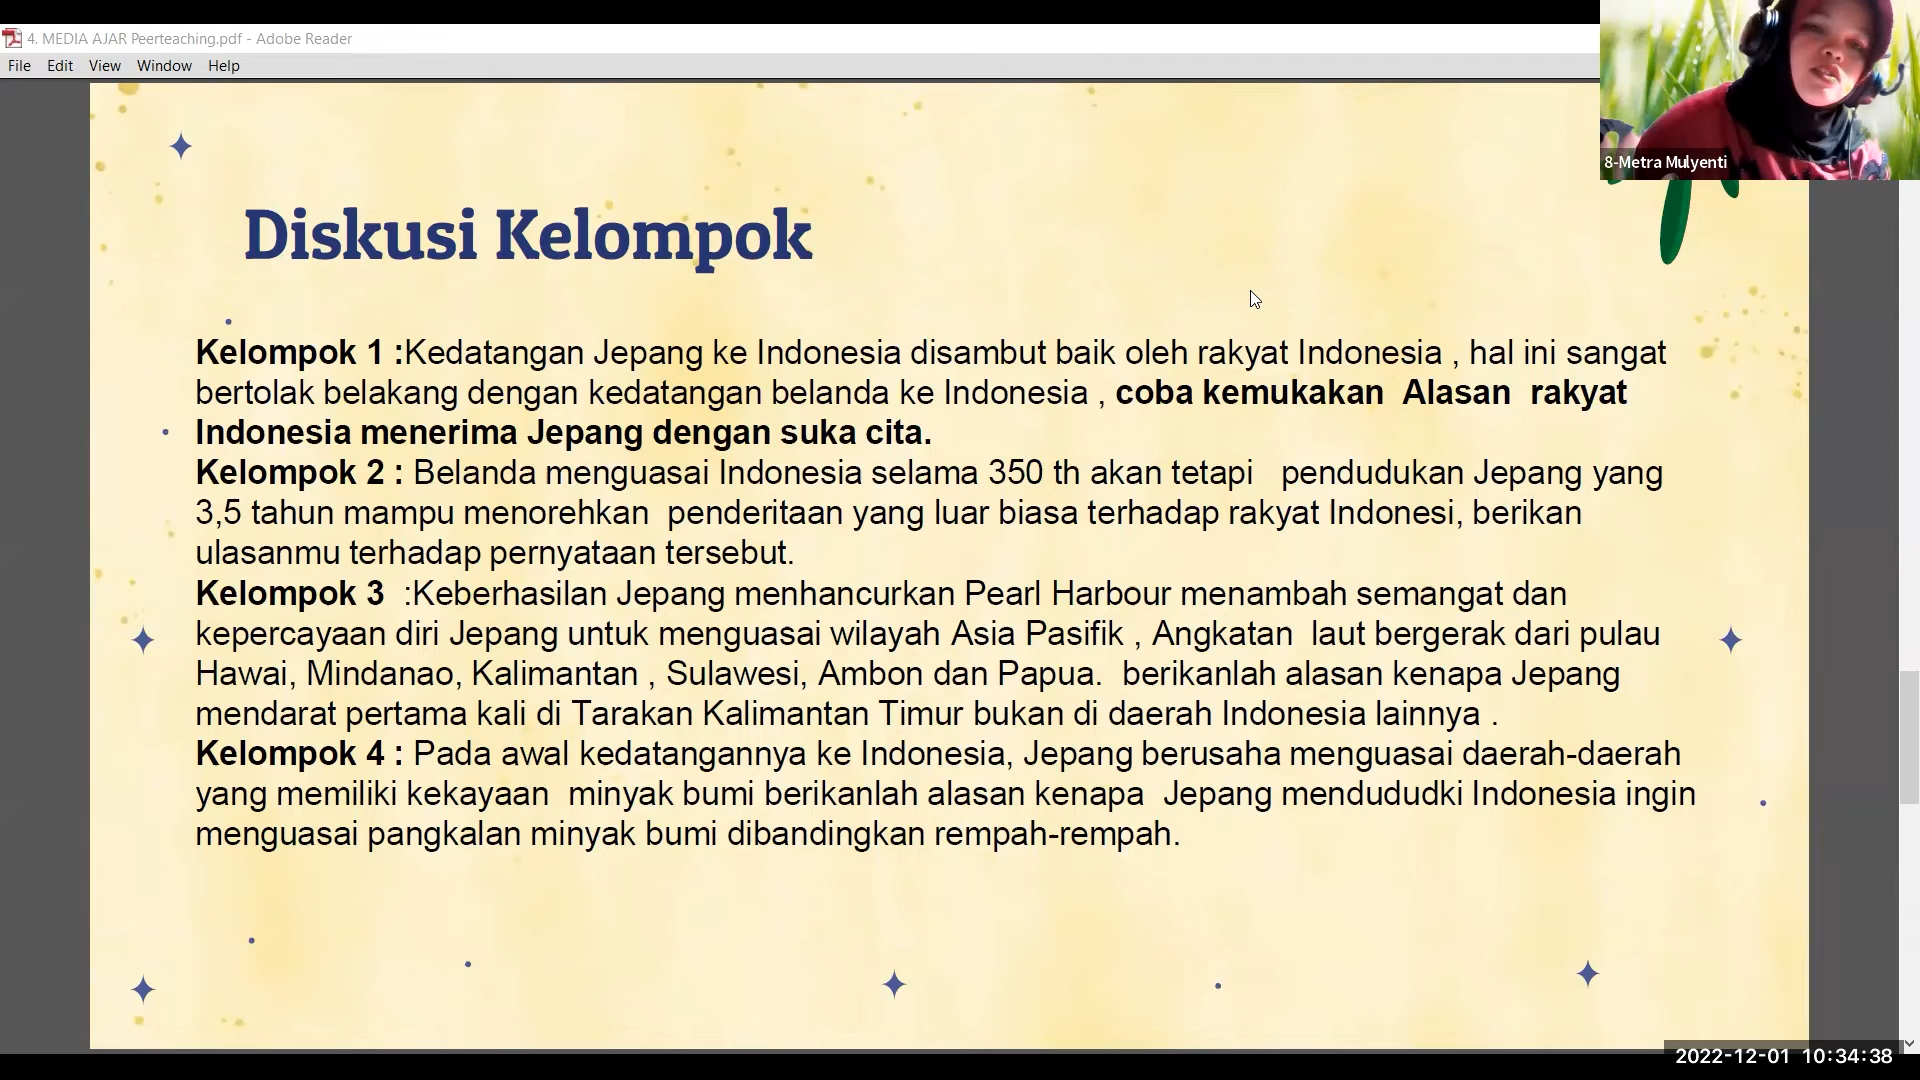 4. MEDIA AJAR Peerteaching.pdf - Adobe Reader
File Edit View Window Help
8-Metra Mulyenti
Diskusi Kelompok
Kelompok 1 :Kedatangan Jepang ke Indonesia disambut baik oleh rakyat Indonesia , hal ini sangat
bertolak belakang dengan kedatangan belanda ke Indonesia , coba kemukakan Alasan rakyat
Indonesia menerima Jepang dengan suka cita.
Kelompok 2 : Belanda menguasai Indonesia selama 350 th akan tetapi pendudukan Jepang yang
3,5 tahun mampu menorehkan penderitaan yang luar biasa terhadap rakyat Indonesi, berikan
ulasanmu terhadap pernyataan tersebut.
Kelompok 3 :Keberhasilan Jepang menhancurkan Pearl Harbour menambah semangat dan
kepercayaan diri Jepang untuk menguasai wilayah Asia Pasifik , Angkatan laut bergerak dari pulau
Hawai, Mindanao, Kalimantan , Sulawesi, Ambon dan Papua. berikanlah alasan kenapa Jepang
mendarat pertama kali di Tarakan Kalimantan Timur bukan di daerah Indonesia lainnya .
Kelompok 4 : Pada awal kedatangannya ke Indonesia, Jepang berusaha menguasai daerah-daerah
yang memiliki kekayaan minyak bumi berikanlah alasan kenapa Jepang mendududki Indonesia ingin
menguasai pangkalan minyak bumi dibandingkan rempah-rempah.
2022-12-01 10:34:38